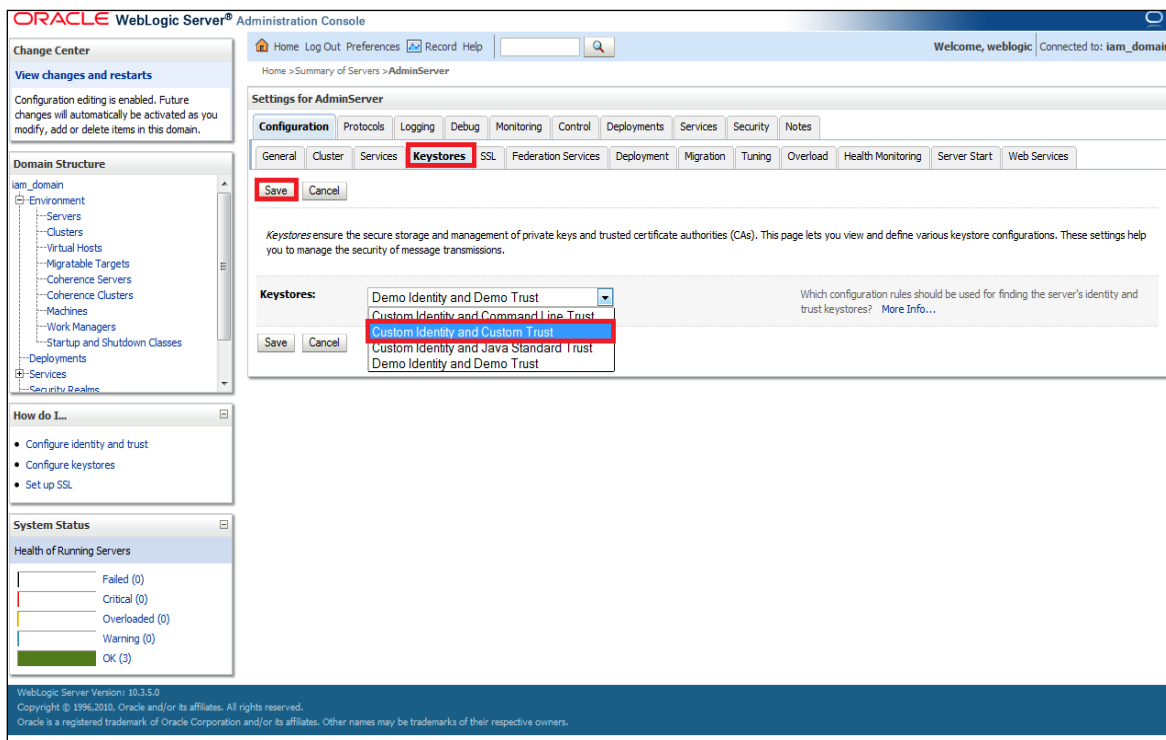 ORACLE WebLogic Server® Administration Console
Change Center
View changes and restarts
Configuration editing is enabled. Future
changes will automatically be activated as you
modify, add or delete items in this domain.
Domain Structure
iam_domain
Environment
Servers
Clusters
Virtual Hosts
Migratable Targets
Coherence Servers
Coherence Clusters
Machines
Work Managers
Startup and Shutdown Classes
Deployments
Services
Security Realms
How do I...
Configure identity and trust
Configure keystores
Set up SSL
System Status
Health of Running Servers
Failed (0)
Critical (0)
Overloaded (0)
Warning (0)
OK (3)
Home Log Out Preferences Record Help
Welcome, weblogic Connected to: iam_domain
Home >Summary of Servers >AdminServer
Settings for AdminServer
Configuration Protocols Logging Debug Monitoring Control Deployments Services Security Notes
General Cluster Services Keystores SSL Federation Services Deployment Migration Tuning Overload Health Monitoring Server Start Web Services
Save Cancel
Keystores ensure the secure storage and management of private keys and trusted certificate authorities (CAs). This page lets you view and define various keystore configurations. These settings help
you to manage the security of message transmissions.
Keystores:
Demo Identity and Demo Trust
Custom Identity and Command Line Trust
Custom Identity and Custom Trust
Custom Identity and Java Standard Trust
Demo Identity and Demo Trust
Which configuration rules should be used for finding the server's identity and
trust keystores? More Info...
Save Cancel
WebLogic Server Version: 10.3.5.0
Copyright © 1996,2010, Oracle and/or its affiliates. All rights reserved.
Oracle is a registered trademark of Oracle Corporation and/or its affiliates. Other names may be trademarks of their respective owners.